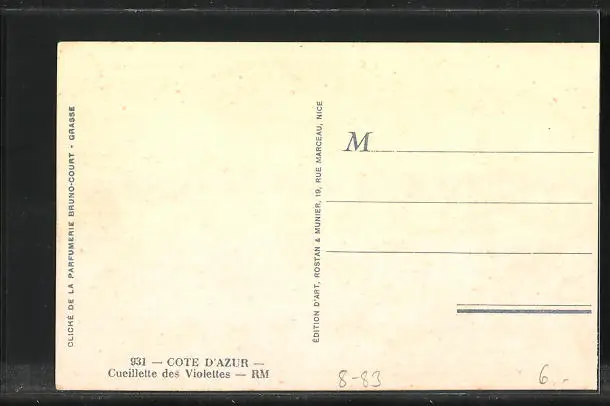 CLICHÉ DE LA PARFUMERIE BRUNO-COURT - GRASSE
931 — COTE D'AZUR —
Cueillette des Violettes — RM
ÉDITION D'ART, ROSTAN & MUNIER, 19, RUE MARCEAU, NICE
M
8-83
6.-